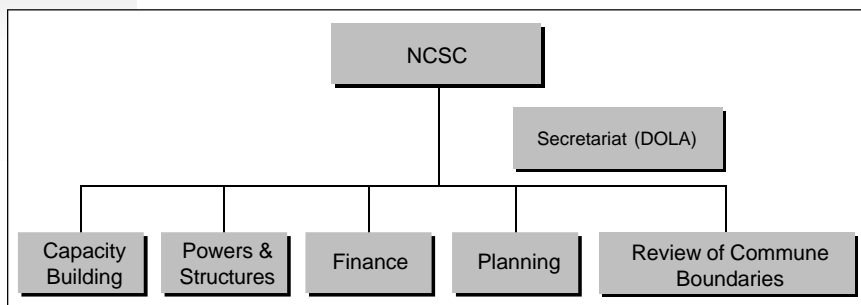 NCSC
Secretariat (DOLA)
Capacity
Building
Powers &
Structures
Finance
Planning
Review of Commune
Boundaries